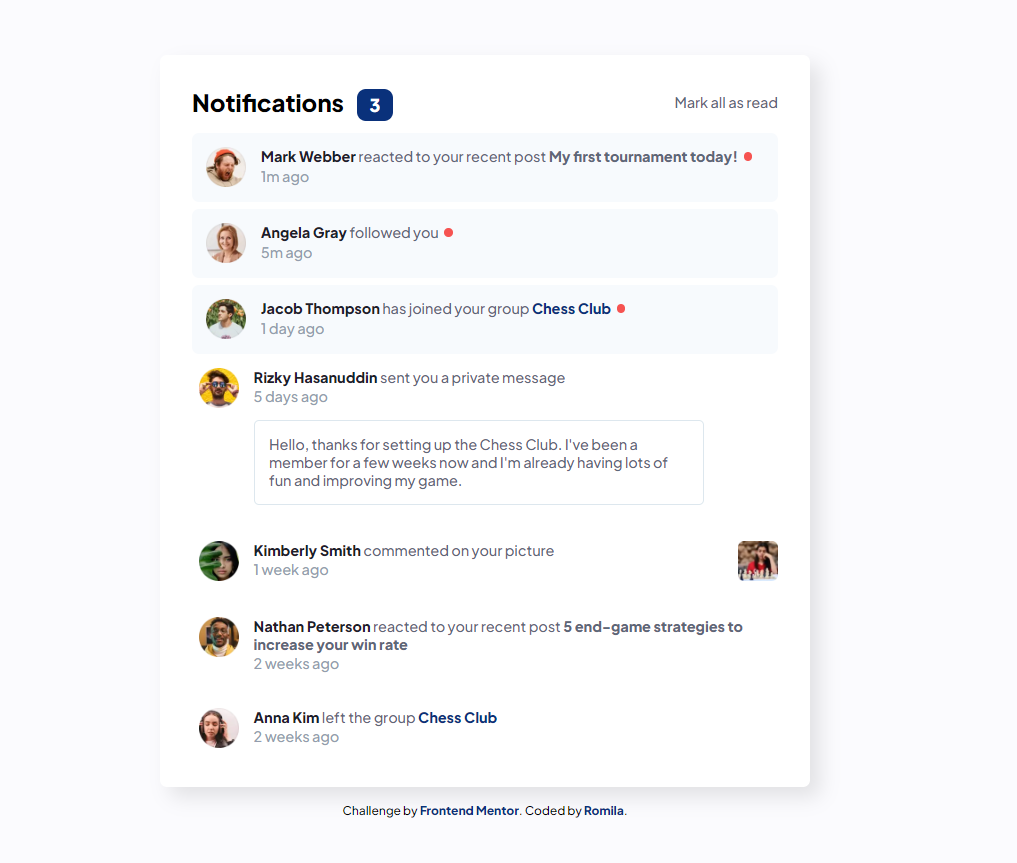 Notifications 3
Mark all as read
Mark Webber reacted to your recent post My first tournament today!
1m ago
Angela Gray followed you
5m ago
Jacob Thompson has joined your group Chess Club
1 day ago
Rizky Hasanuddin sent you a private message
5 days ago
Hello, thanks for setting up the Chess Club. I've been a
member for a few weeks now and I'm already having lots of
fun and improving my game.
Kimberly Smith commented on your picture
1 week ago
Nathan Peterson reacted to your recent post 5 end-game strategies to
increase your win rate
2 weeks ago
Anna Kim left the group Chess Club
2 weeks ago
Challenge by Frontend Mentor. Coded by Romila.